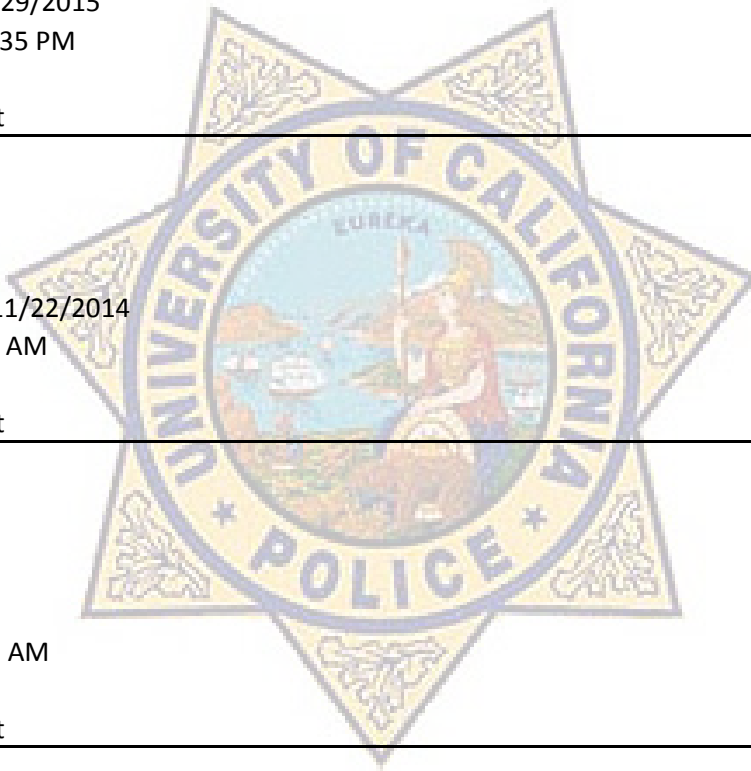 29/2015
35 PM
t
UNIVERSITY OF CALIFORNIA
EUREKA
11/22/2014
AM
t
POLICE
AM
t